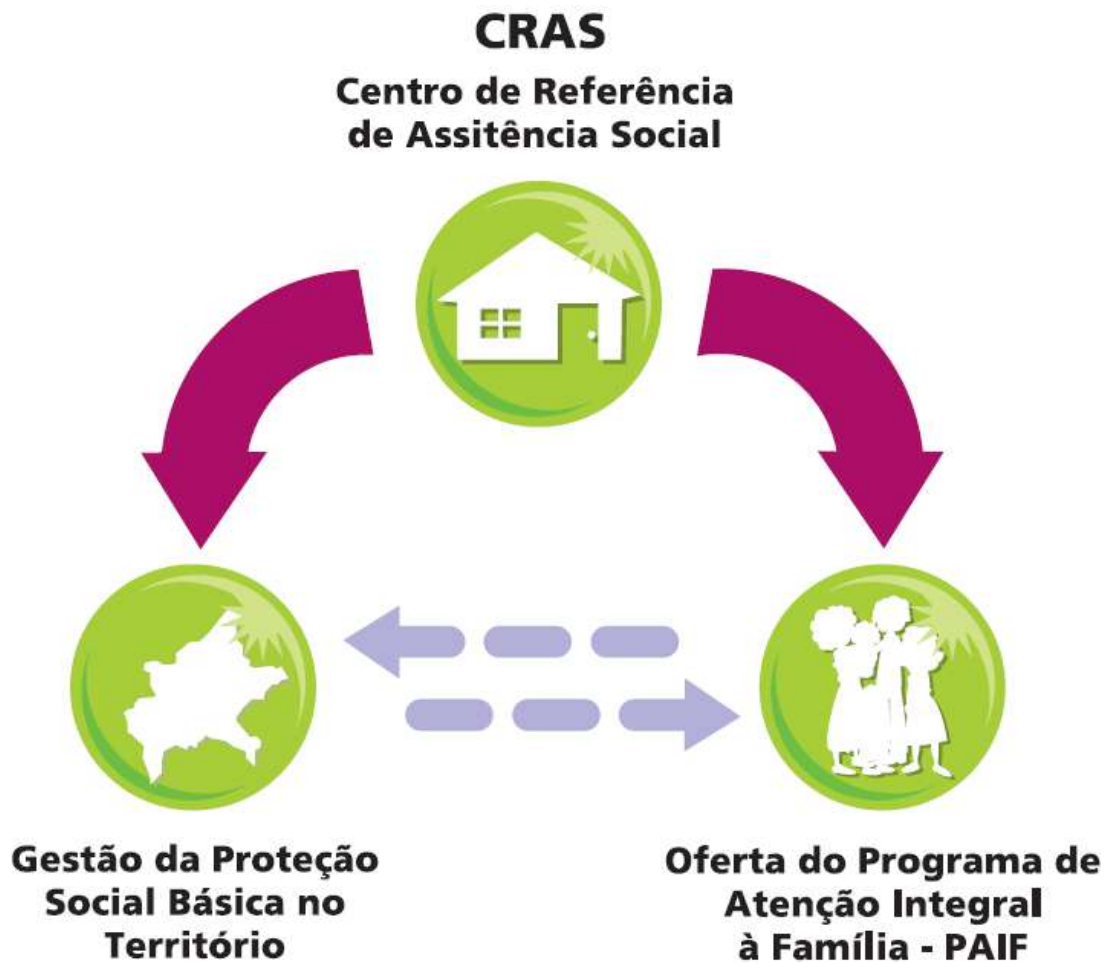 CRAS
Centro de Referência
de Assitência Social
Gestão da Proteção
Social Básica no
Território
Oferta do Programa de
Atenção Integral
à Família - PAIF